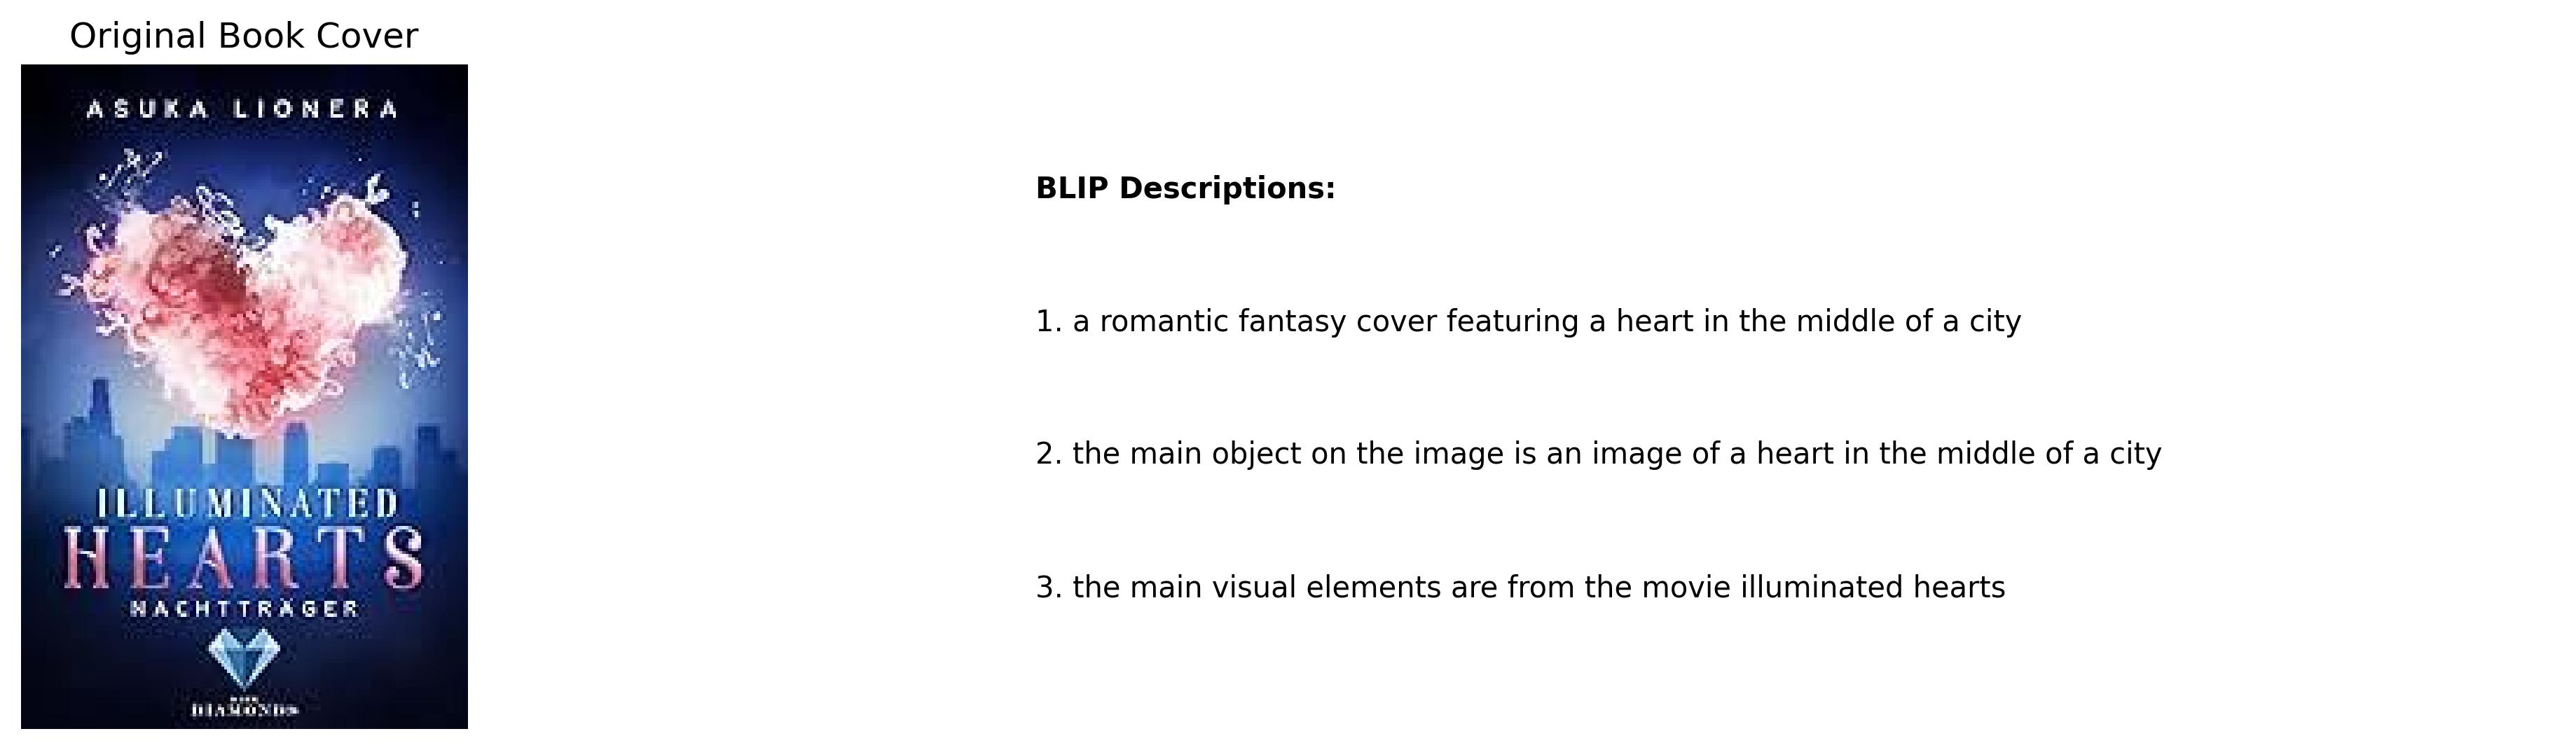 Original Book Cover
ASUKA LIONERA
ILLUMINATED
HEARTS
NACHTTRÄGER
DIAMONDS
BLIP Descriptions:
1. a romantic fantasy cover featuring a heart in the middle of a city
2. the main object on the image is an image of a heart in the middle of a city
3. the main visual elements are from the movie illuminated hearts